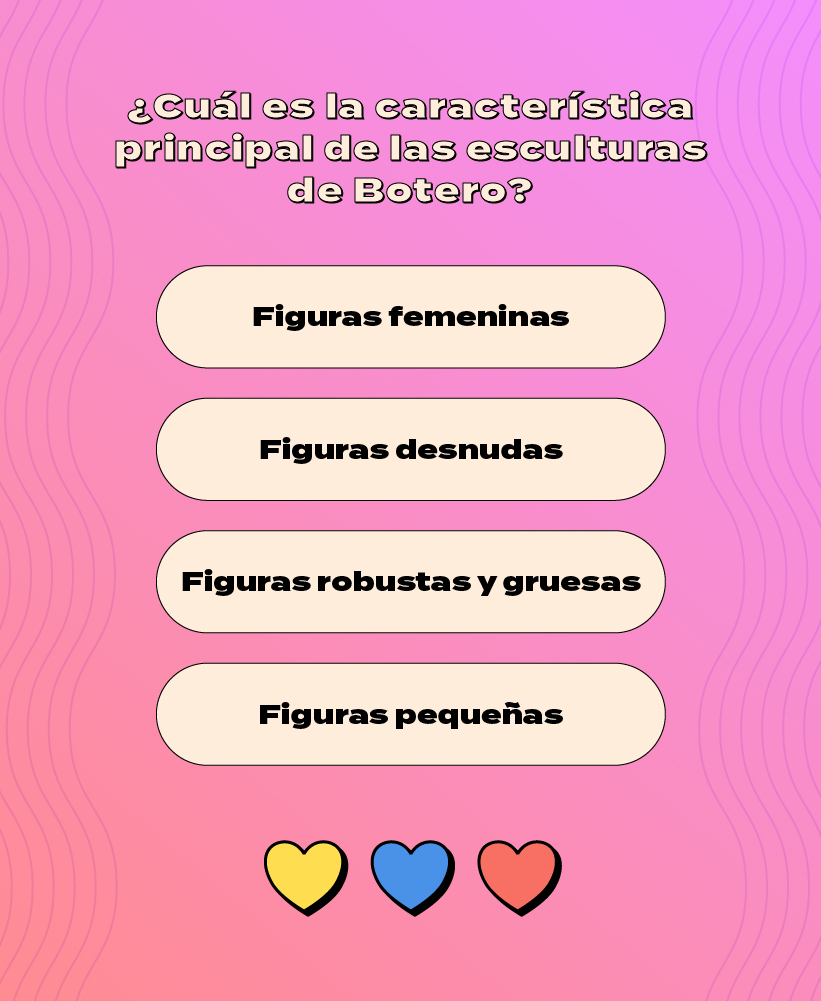 ¿Cuál es la característica
principal de las esculturas
de Botero?
Figuras femeninas
Figuras desnudas
Figuras robustas y gruesas
Figuras pequeñas